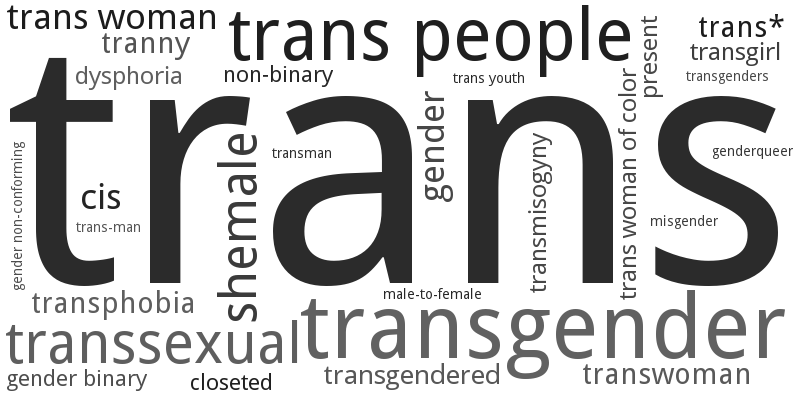 trans woman
trans people
trans*
tranny
transgirl
present
dysphoria
non-binary
trans youth
transgenders
trans
gender
trans woman of color
shemale
transman
transmisogyny
genderqueer
gender non-conforming
cis
trans-man
misgender
transphobia
male-to-female
transgender
transsexual
gender binary
closeted
transgendered
transwoman